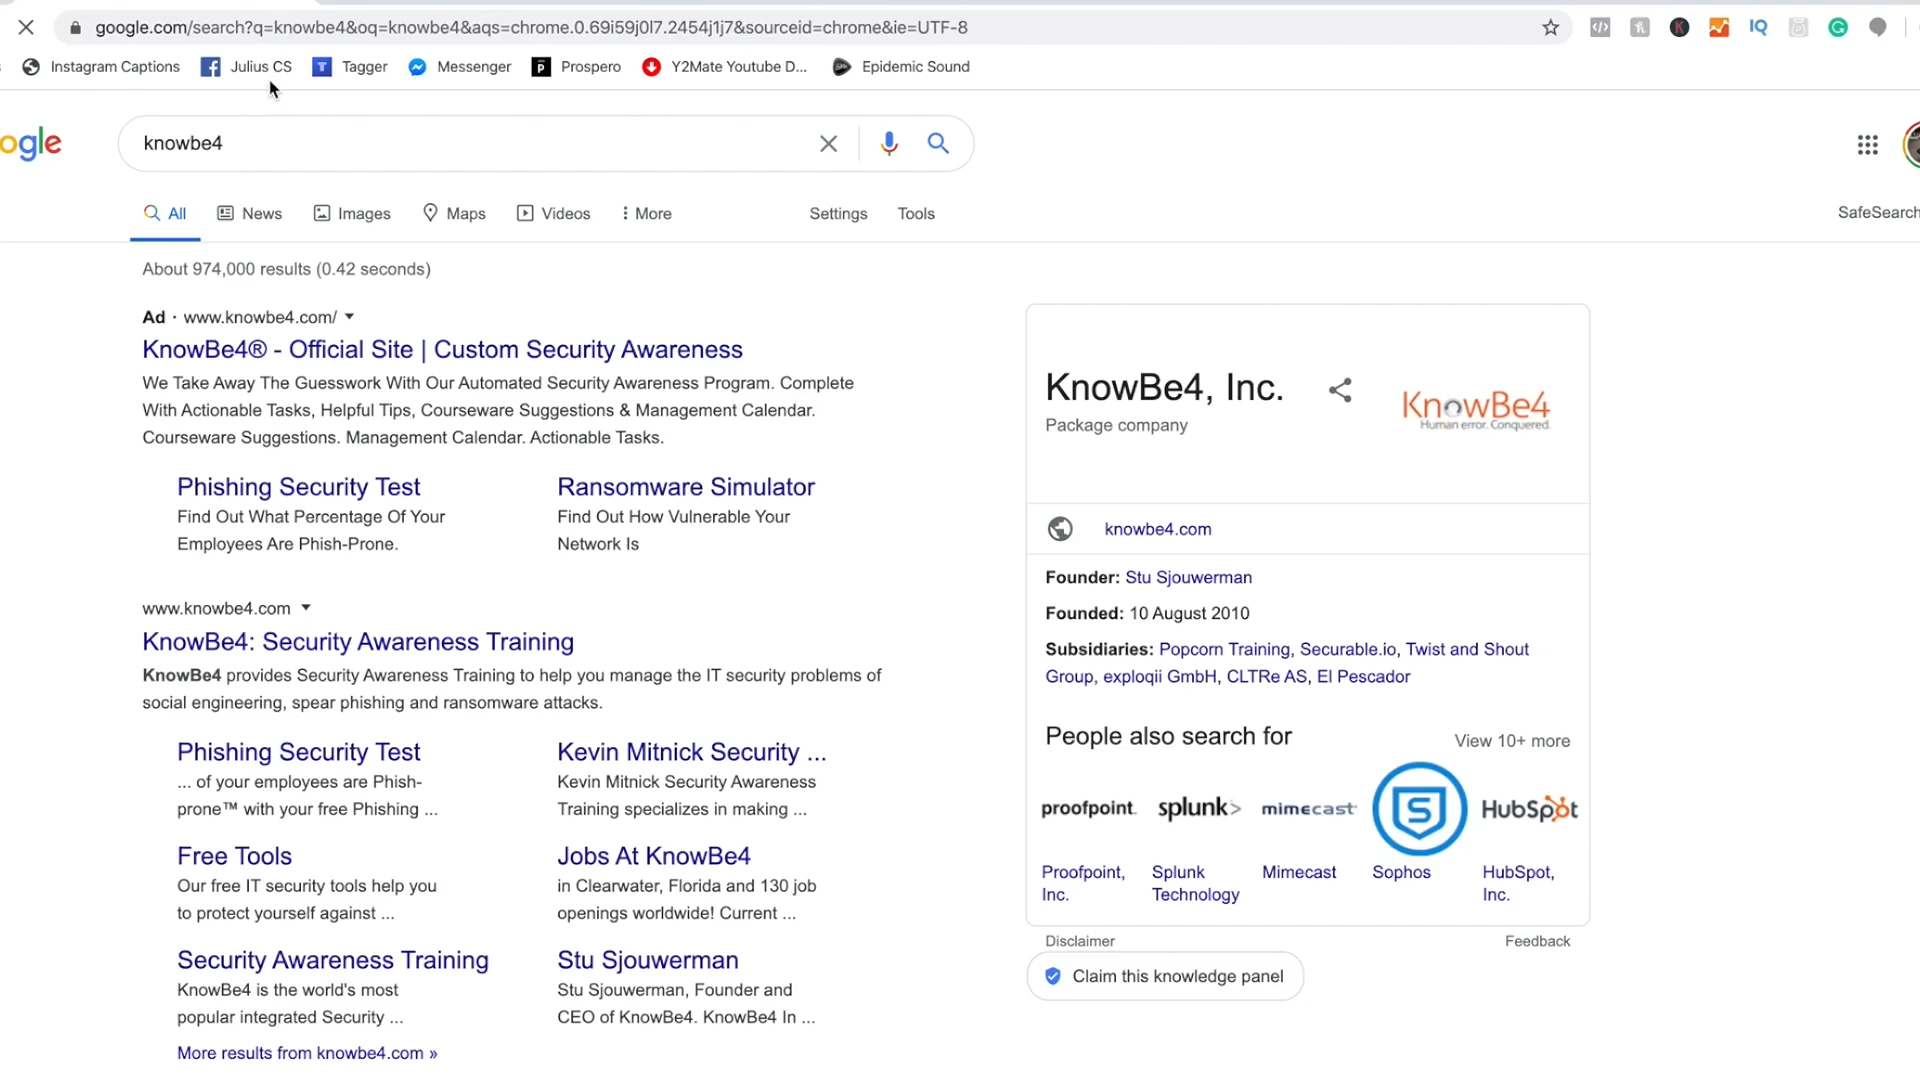 google.com/search?q=knowbe4&oq=knowbe4&aqs=chrome.0.69i59j0l7.2454j1j7&sourceid=chrome&ie=UTF-8
Instagram Captions Julius CS Tagger Messenger Prospero Y2Mate Youtube D... Epidemic Sound
ogle
knowbe4
All News Images Maps Videos More Settings Tools SafeSearch
About 974,000 results (0.42 seconds)
Ad · www.knowbe4.com/
KnowBe4® - Official Site | Custom Security Awareness
We Take Away The Guesswork With Our Automated Security Awareness Program. Complete
With Actionable Tasks, Helpful Tips, Courseware Suggestions & Management Calendar.
Courseware Suggestions. Management Calendar. Actionable Tasks.
Phishing Security Test
Find Out What Percentage Of Your
Employees Are Phish-Prone.
Ransomware Simulator
Find Out How Vulnerable Your
Network Is
www.knowbe4.com
KnowBe4: Security Awareness Training
KnowBe4 provides Security Awareness Training to help you manage the IT security problems of
social engineering, spear phishing and ransomware attacks.
Phishing Security Test
... of your employees are Phish-
prone™ with your free Phishing ...
Kevin Mitnick Security ...
Kevin Mitnick Security Awareness
Training specializes in making ...
Free Tools
Our free IT security tools help you
to protect yourself against ...
Jobs At KnowBe4
in Clearwater, Florida and 130 job
openings worldwide! Current ...
Security Awareness Training
KnowBe4 is the world's most
popular integrated Security ...
Stu Sjouwerman
Stu Sjouwerman, Founder and
CEO of KnowBe4. KnowBe4 In ...
More results from knowbe4.com »
KnowBe4, Inc.
Package company
KnowBe4
Human error. Conquered.
knowbe4.com
Founder: Stu Sjouwerman
Founded: 10 August 2010
Subsidiaries: Popcorn Training, Securable.io, Twist and Shout
Group, exploqii GmbH, CLTRe AS, El Pescador
People also search for
View 10+ more
proofpoint. splunk> mimecast S HubSpot
Proofpoint, Inc.
Splunk Technology
Mimecast
Sophos
HubSpot, Inc.
Disclaimer
Feedback
Claim this knowledge panel